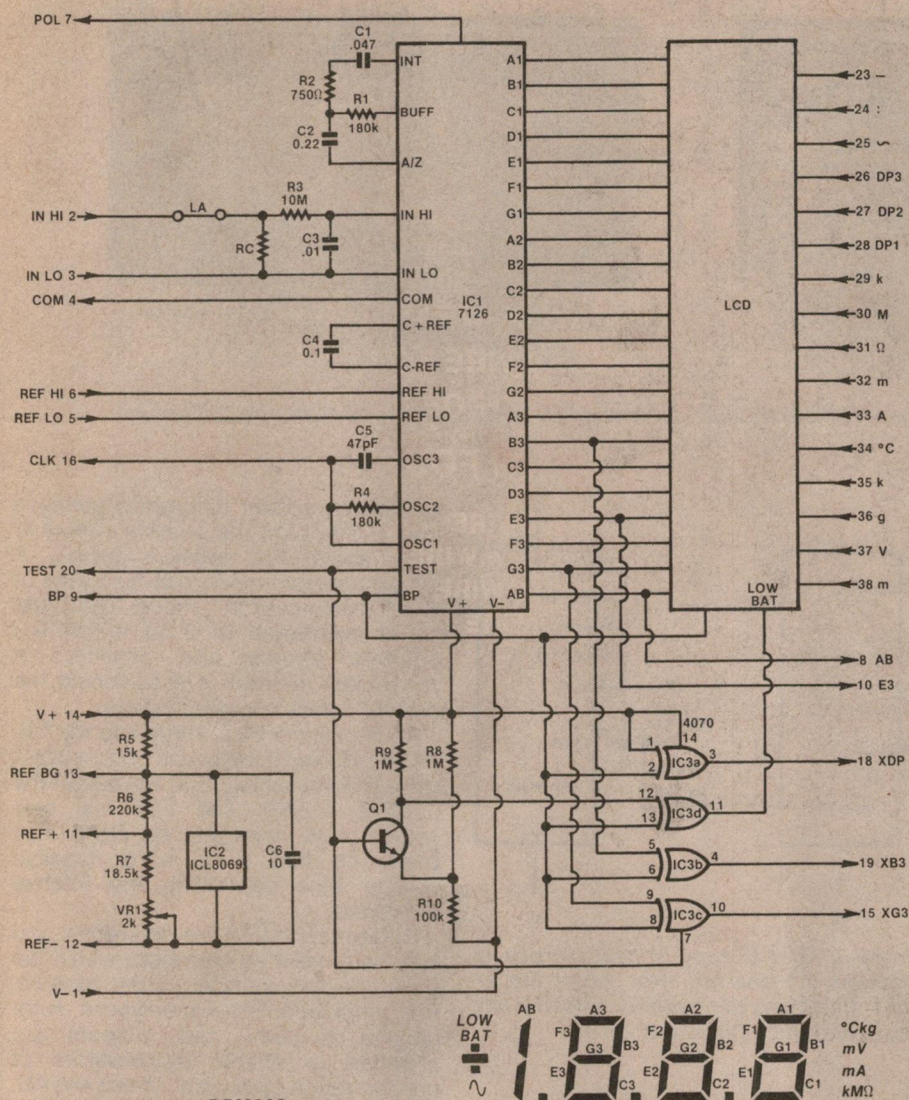 POL 7
C1
.047
INT
R2
750Ω
R1
180k
BUFF
C2
0.22
A/Z
IN HI 2
LA
R3
10M
IN HI
RC
C3
.01
IN LO 3
IN LO
COM 4
COM
IC1
7126
C + REF
C4
0.1
C-REF
REF HI 6
REF HI
REF LO 5
REF LO
C5
47pF
CLK 16
OSC3
R4
180k
OSC2
OSC1
TEST 20
TEST
BP 9
BP
V +
V–
A1
B1
C1
D1
E1
F1
G1
A2
B2
C2
D2
E2
F2
G2
A3
B3
C3
D3
E3
F3
G3
AB
LCD
LOW
BAT
23 –
24 :
25 ∽
26 DP3
27 DP2
28 DP1
29 k
30 M
31 Ω
32 m
33 A
34 °C
35 k
36 g
37 V
38 m
8 AB
10 E3
V + 14
R5
15k
REF BG 13
R6
220k
REF + 11
R7
18.5k
VR1
2k
REF– 12
V– 1
IC2
ICL8069
C6
10
R9
1M
R8
1M
Q1
R10
100k
4070
14
1
2
IC3a
3
18 XDP
12
13
IC3d
11
5
6
IC3b
4
19 XB3
9
8
IC3c
10
7
15 XG3
LOW
BAT
AB
A3
F3
G3
B3
E3
C3
A2
F2
B2
E2
C2
A1
F1
G1
B1
E1
C1
°Ckg
mV
mA
kMΩ